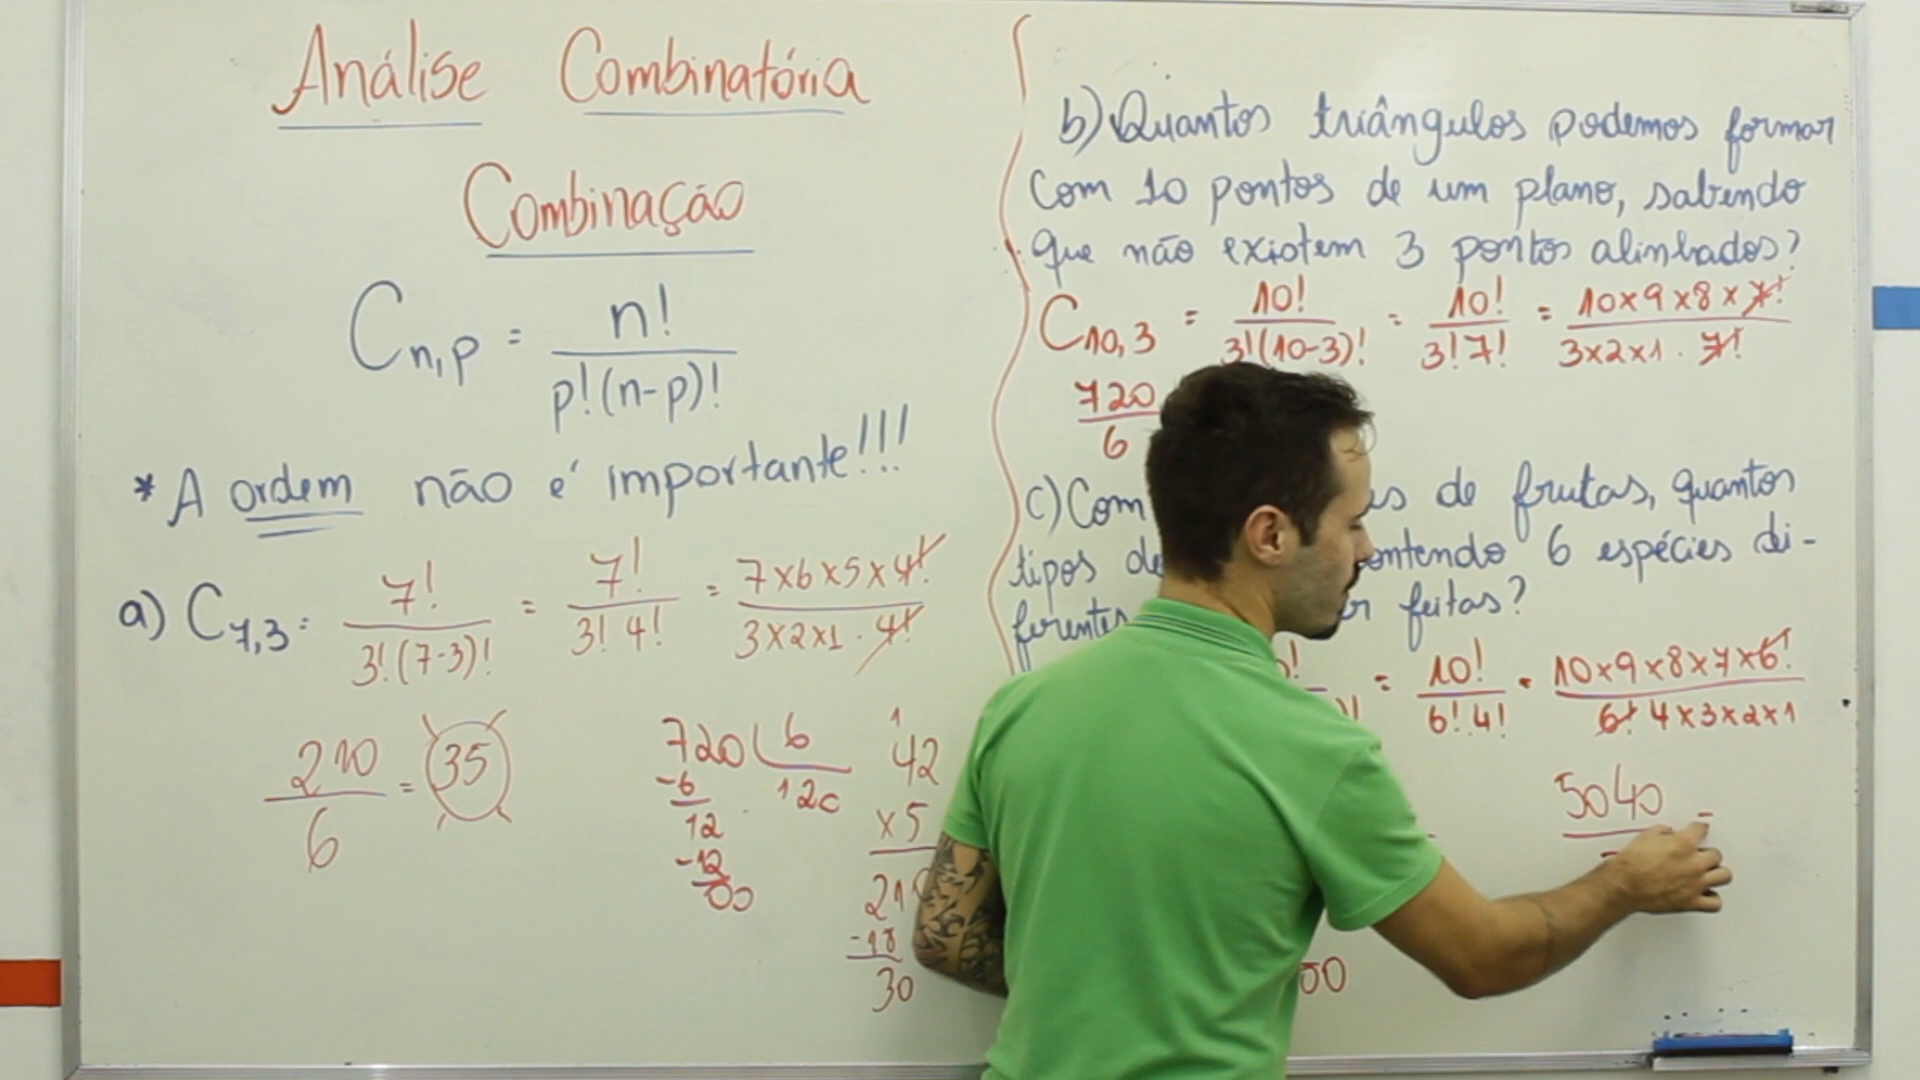 Análise Combinatória
Combinação
C n,p = n! / p!(n-p)!
* A ordem não é importante!!!
a) C 7,3 = 7! / 3!(7-3)! = 7! / 3! 4! = 7x6x5x4! / 3x2x1 . 4!
210 / 6 = 35
720 6
-6 120
12
-12
00
1
42
x5
-18
30
b) Quantos triângulos podemos formar
com 10 pontos de um plano, sabendo
que não existem 3 pontos alinhados?
C 10,3 = 10! / 3!(10-3)! = 10! / 3!7! = 10x9x8x7! / 3x2x1 . 7!
720 / 6
c) Com de frutas, quantos
tipos de contendo 6 espécies di-
ferentes feitas?
= 10! / 6!4! = 10x9x8x7x6! / 6! 4x3x2x1
5040 =
00